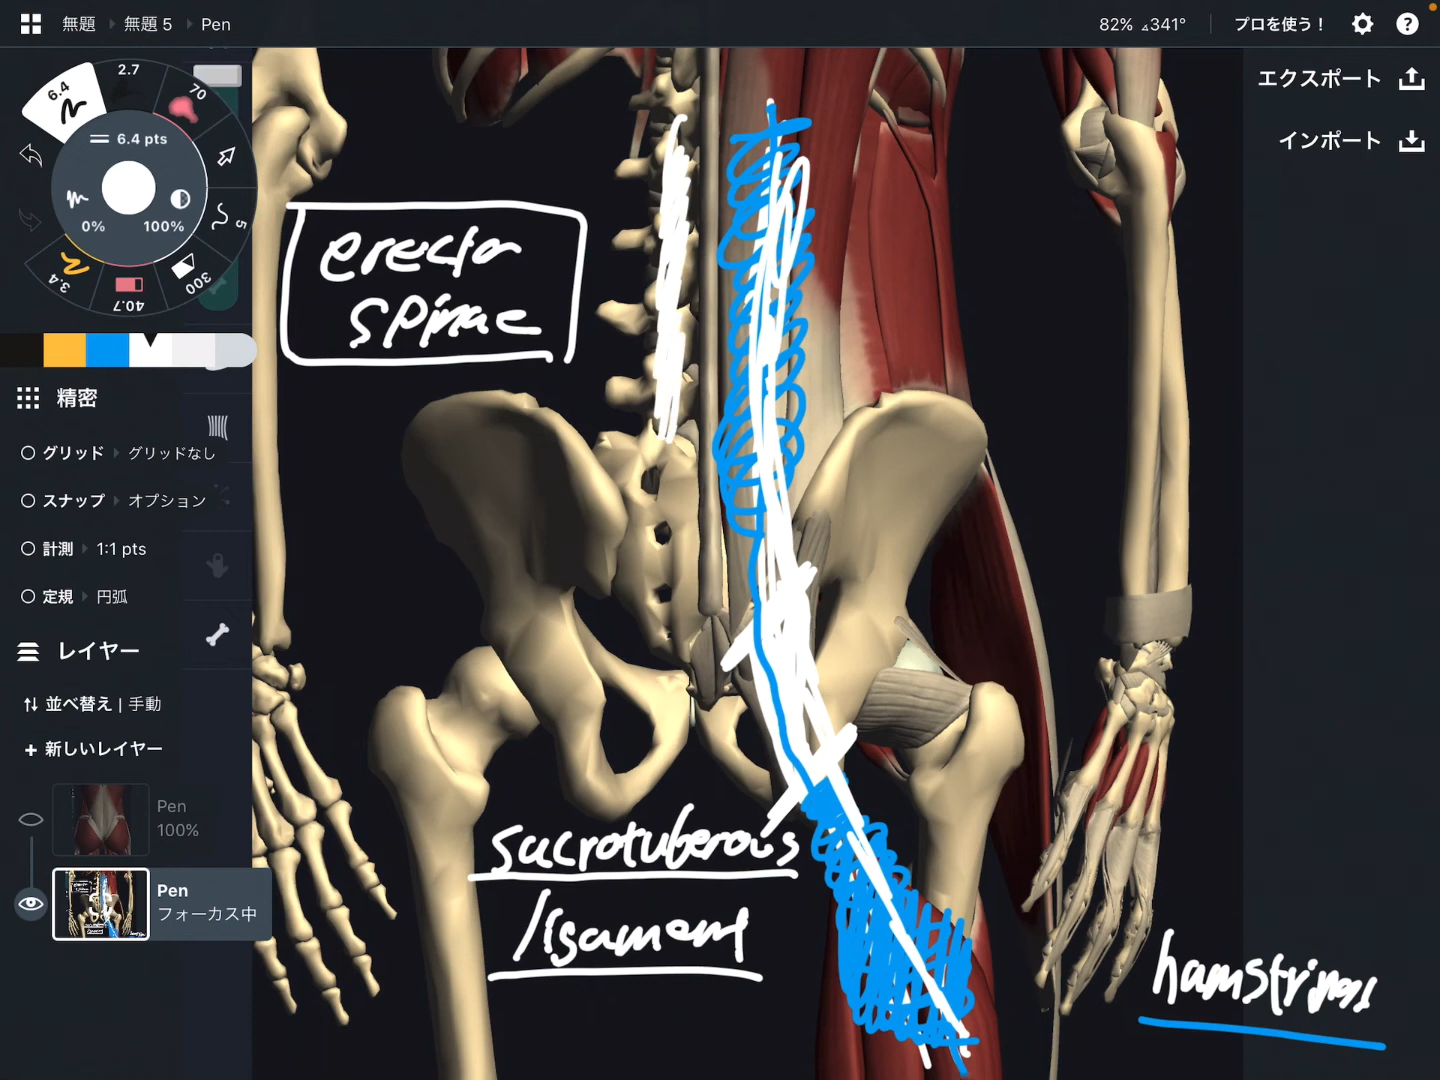 無題 無題 5 Pen
82% ⊿341° プロを使う！
エクスポート
インポート
2.7
6.4
70
6.4 pts
0% 100%
5
3.4
40.7
300
erector
spinae
精密
グリッド グリッドなし
スナップ オプション
計測 1:1 pts
定規 円弧
レイヤー
並べ替え | 手動
+ 新しいレイヤー
Pen
100%
Pen
フォーカス中
sacrotuberous
ligament
hamstrings